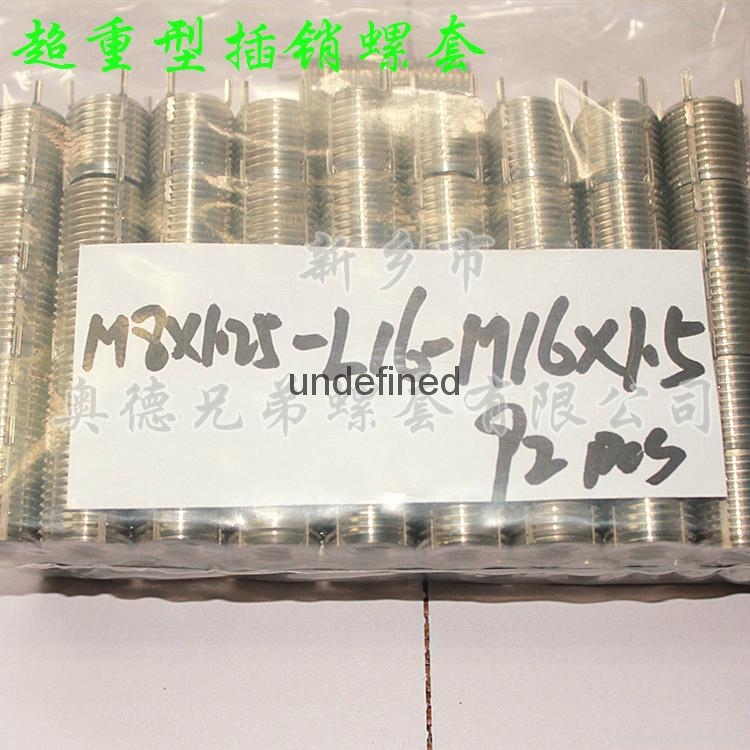 超重型插销螺套
新乡市
M8X1.25-L16-M16X1.5
undefined
奥德兄弟螺套有限公司
92 pcs